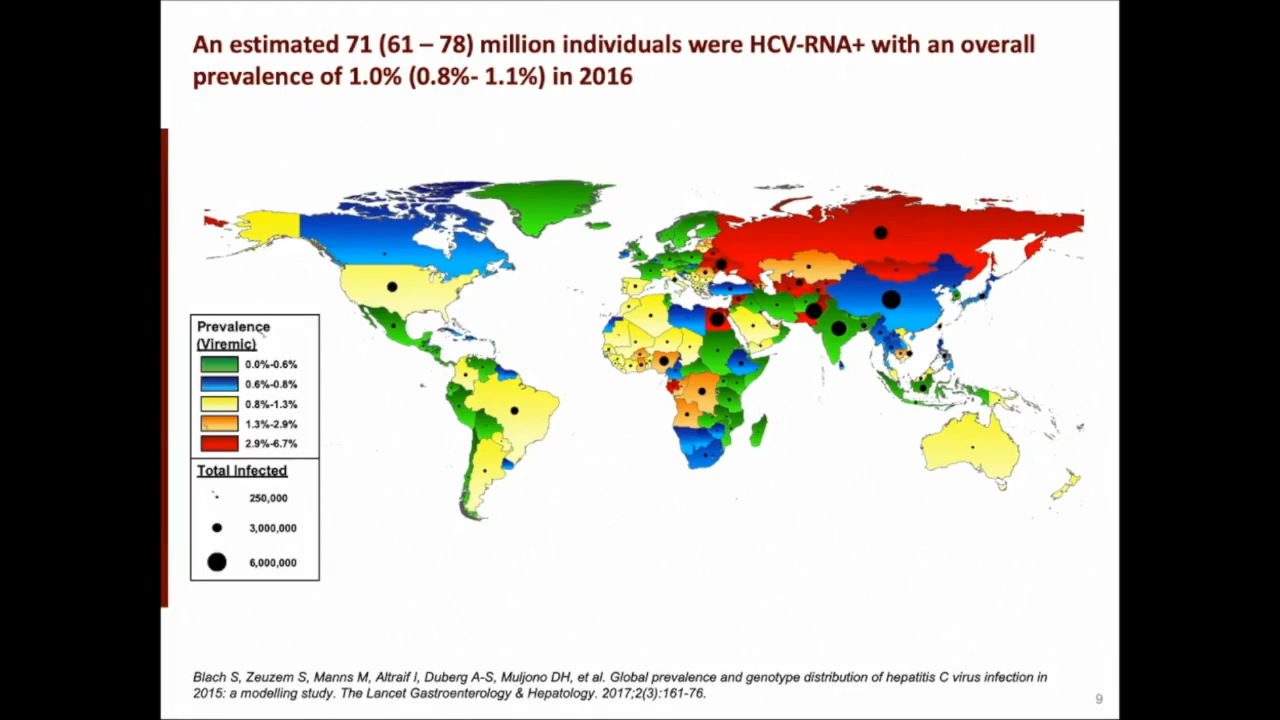 An estimated 71 (61 – 78) million individuals were HCV-RNA+ with an overall
prevalence of 1.0% (0.8%- 1.1%) in 2016
Prevalence
(Viremic)
0.0%-0.6%
0.6%-0.8%
0.8%-1.3%
1.3%-2.9%
2.9%-6.7%
Total Infected
250,000
3,000,000
6,000,000
Blach S, Zeuzem S, Manns M, Altraif I, Duberg A-S, Muljono DH, et al. Global prevalence and genotype distribution of hepatitis C virus infection in
2015: a modelling study. The Lancet Gastroenterology & Hepatology. 2017;2(3):161-76.
9